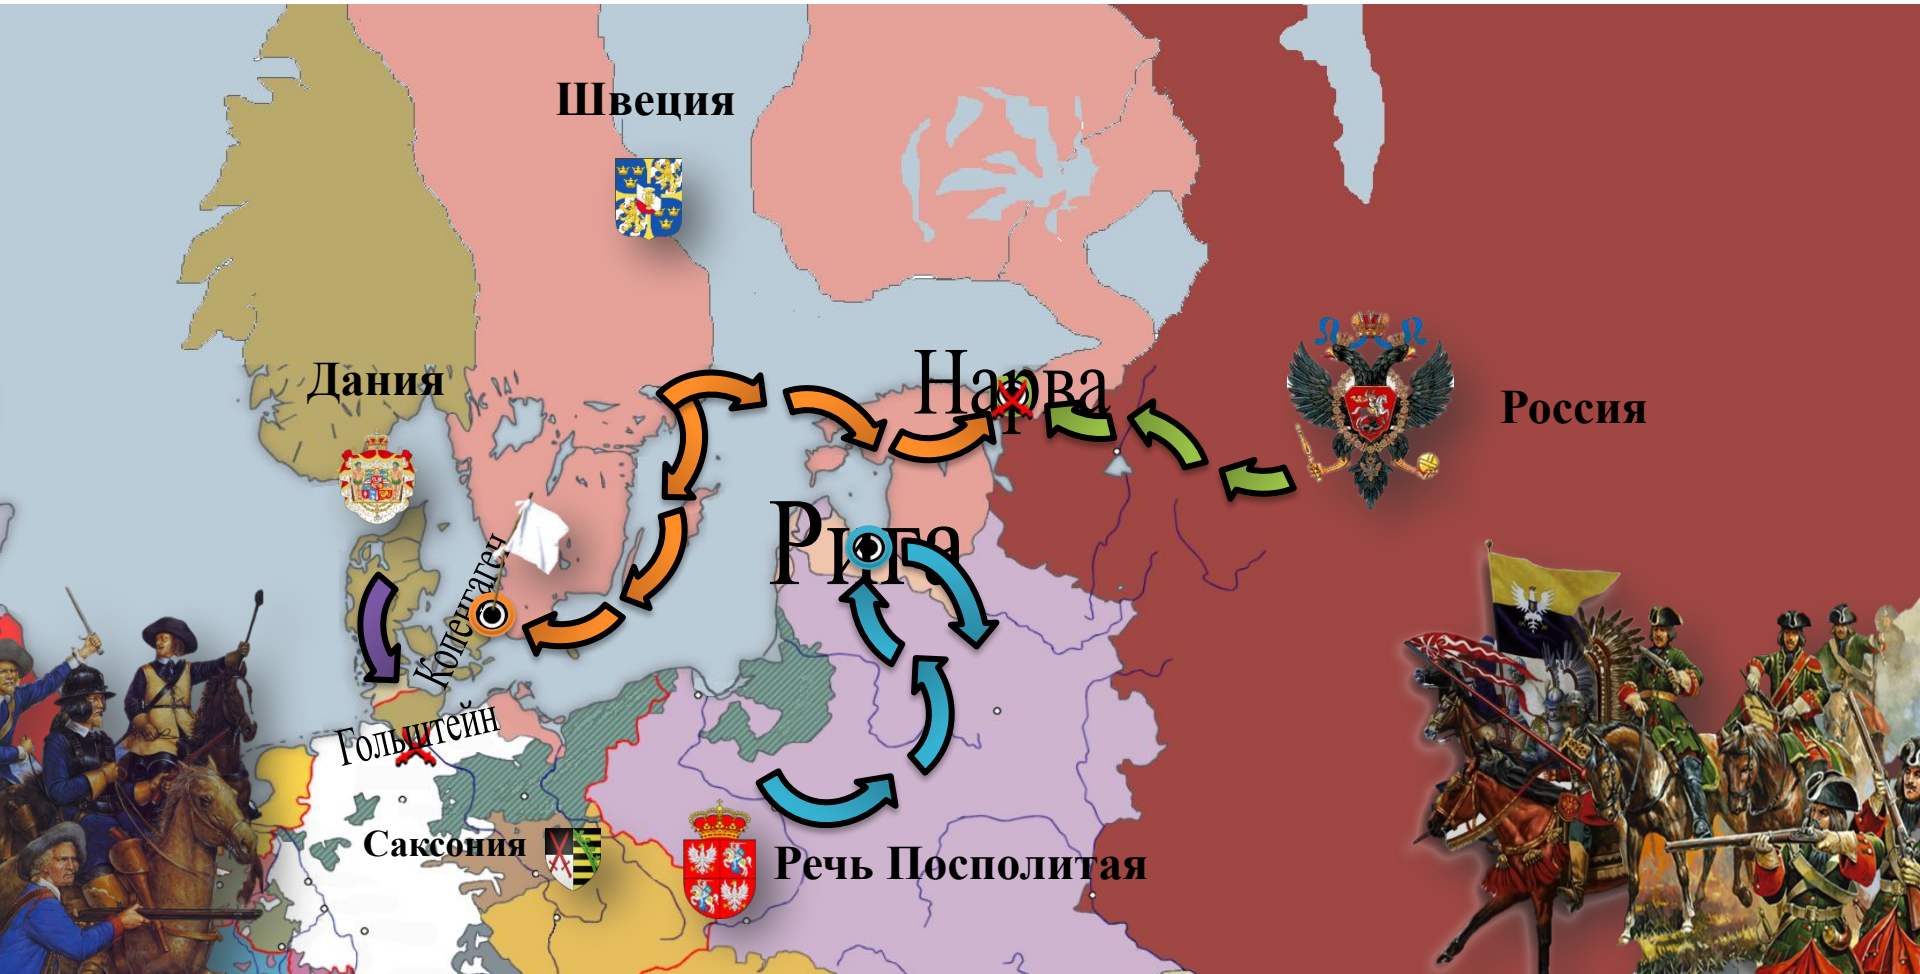 Швеция
Дания
Нарва
Россия
Рига
Копенгаген
Гольштейн
Саксония
Речь Посполитая